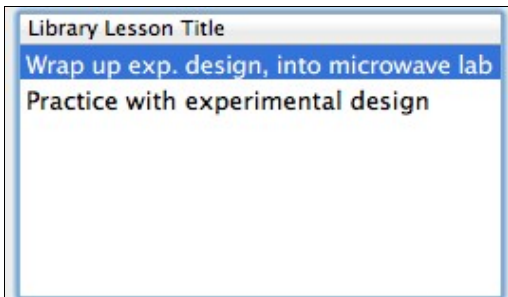 Library Lesson Title
Wrap up exp. design, into microwave lab
Practice with experimental design